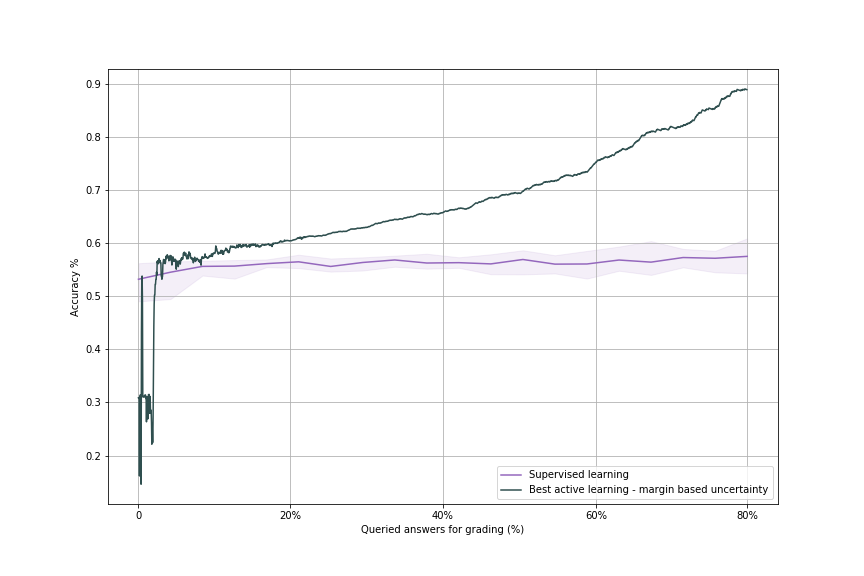 0.9
0.8
0.7
0.6
0.5
0.4
0.3
0.2
Accuracy %
Supervised learning
Best active learning - margin based uncertainty
0 20% 40% 60% 80%
Queried answers for grading (%)